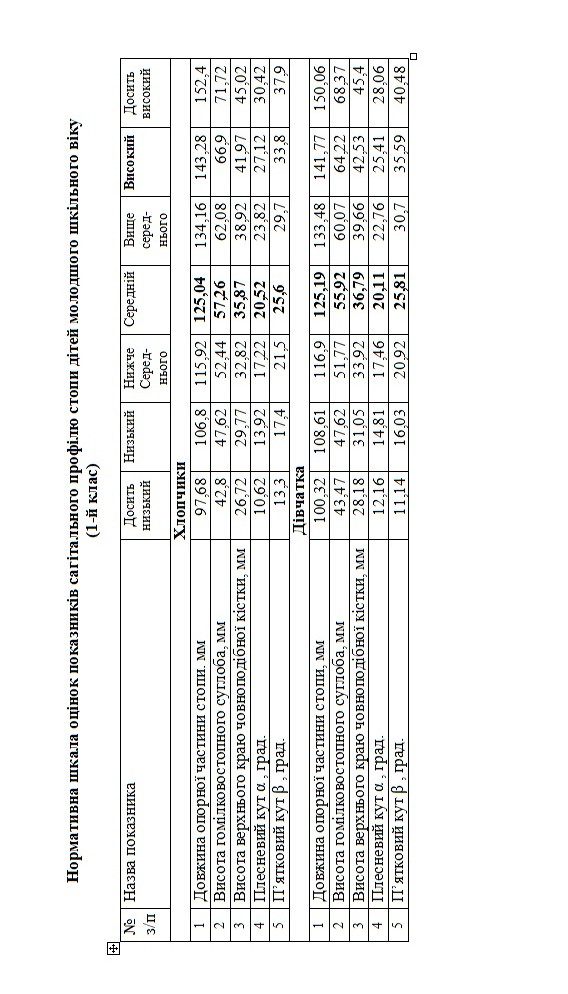 Нормативна шкала оцінок показників сагітального профілю стопи дітей молодшого шкільного віку
(1-й клас)
№ з/п Назва показника Досить низький Низький Нижче Серед-нього Середній Вище серед-нього Високий Досить високий
Хлопчики
1 Довжина опорної частини стопи. мм 97,68 106,8 115,92 125,04 134,16 143,28 152,4
2 Висота гомілковостопного суглоба, мм 42,8 47,62 52,44 57,26 62,08 66,9 71,72
3 Висота верхнього краю човноподібної кістки, мм 26,72 29,77 32,82 35,87 38,92 41,97 45,02
4 Плесневий кут α , град. 10,62 13,92 17,22 20,52 23,82 27,12 30,42
5 П’ятковий кут β , град. 13,3 17,4 21,5 25,6 29,7 33,8 37,9
Дівчатка
1 Довжина опорної частини стопи, мм 100,32 108,61 116,9 125,19 133,48 141,77 150,06
2 Висота гомілковостопного суглоба, мм 43,47 47,62 51,77 55,92 60,07 64,22 68,37
3 Висота верхнього краю човноподібної кістки, мм 28,18 31,05 33,92 36,79 39,66 42,53 45,4
4 Плесневий кут α , град. 12,16 14,81 17,46 20,11 22,76 25,41 28,06
5 П’ятковий кут β , град. 11,14 16,03 20,92 25,81 30,7 35,59 40,48